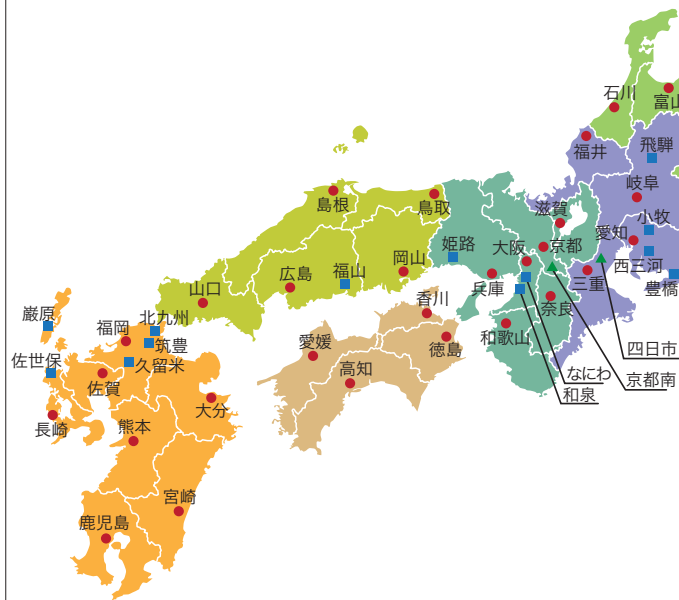 石川
富山
福井
飛騨
岐阜
滋賀
小牧
愛知
島根
鳥取
姫路
大阪
京都
西三河
岡山
広島
福山
兵庫
三重
豊橋
山口
香川
奈良
巌原
北九州
福岡
筑豊
愛媛
徳島
和歌山
四日市
佐世保
久留米
佐賀
高知
なにわ
京都南
和泉
大分
長崎
熊本
宮崎
鹿児島